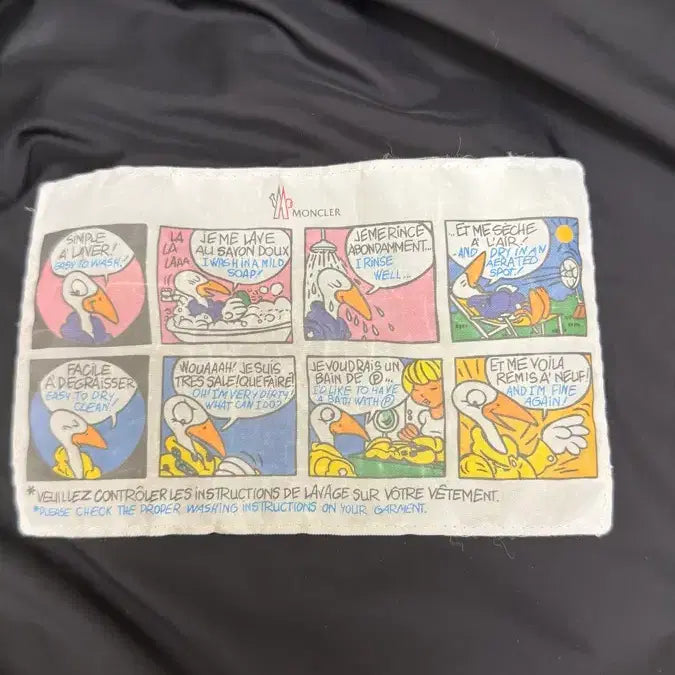 MONCLER
SIMPLE
À LAVER!
EASY TO WASH!
LA
LA
LAAA
JE ME LAVE
AU SAVON DOUX
I WASH IN A MILD
SOAP!
JE ME RINCE
ABONDAMMENT...
I RINSE
WELL...
...ET ME SÈCHE
À L'AIR!
AND DRY IN AN
AERATED
SPOT!
FACILE
À DEGRAISSER
EASY TO DRY
CLEAN!
WOUAAAH! JE SUIS
TRES SALE! QUE FAIRE?
OH! I'M VERY DIRTY!
WHAT CAN I DO?
JE VOUDRAIS UN
BAIN DE Ⓟ...
I'D LIKE TO HAVE
A BATH WITH Ⓟ
ET ME VOILA
REMIS A' NEUF!
AND I'M FINE
AGAIN!
*VEUILLEZ CONTRÔLER LES INSTRUCTIONS DE LAVAGE SUR VÔTRE VÊTEMENT.
*PLEASE CHECK THE PROPER WASHING INSTRUCTIONS ON YOUR GARMENT.